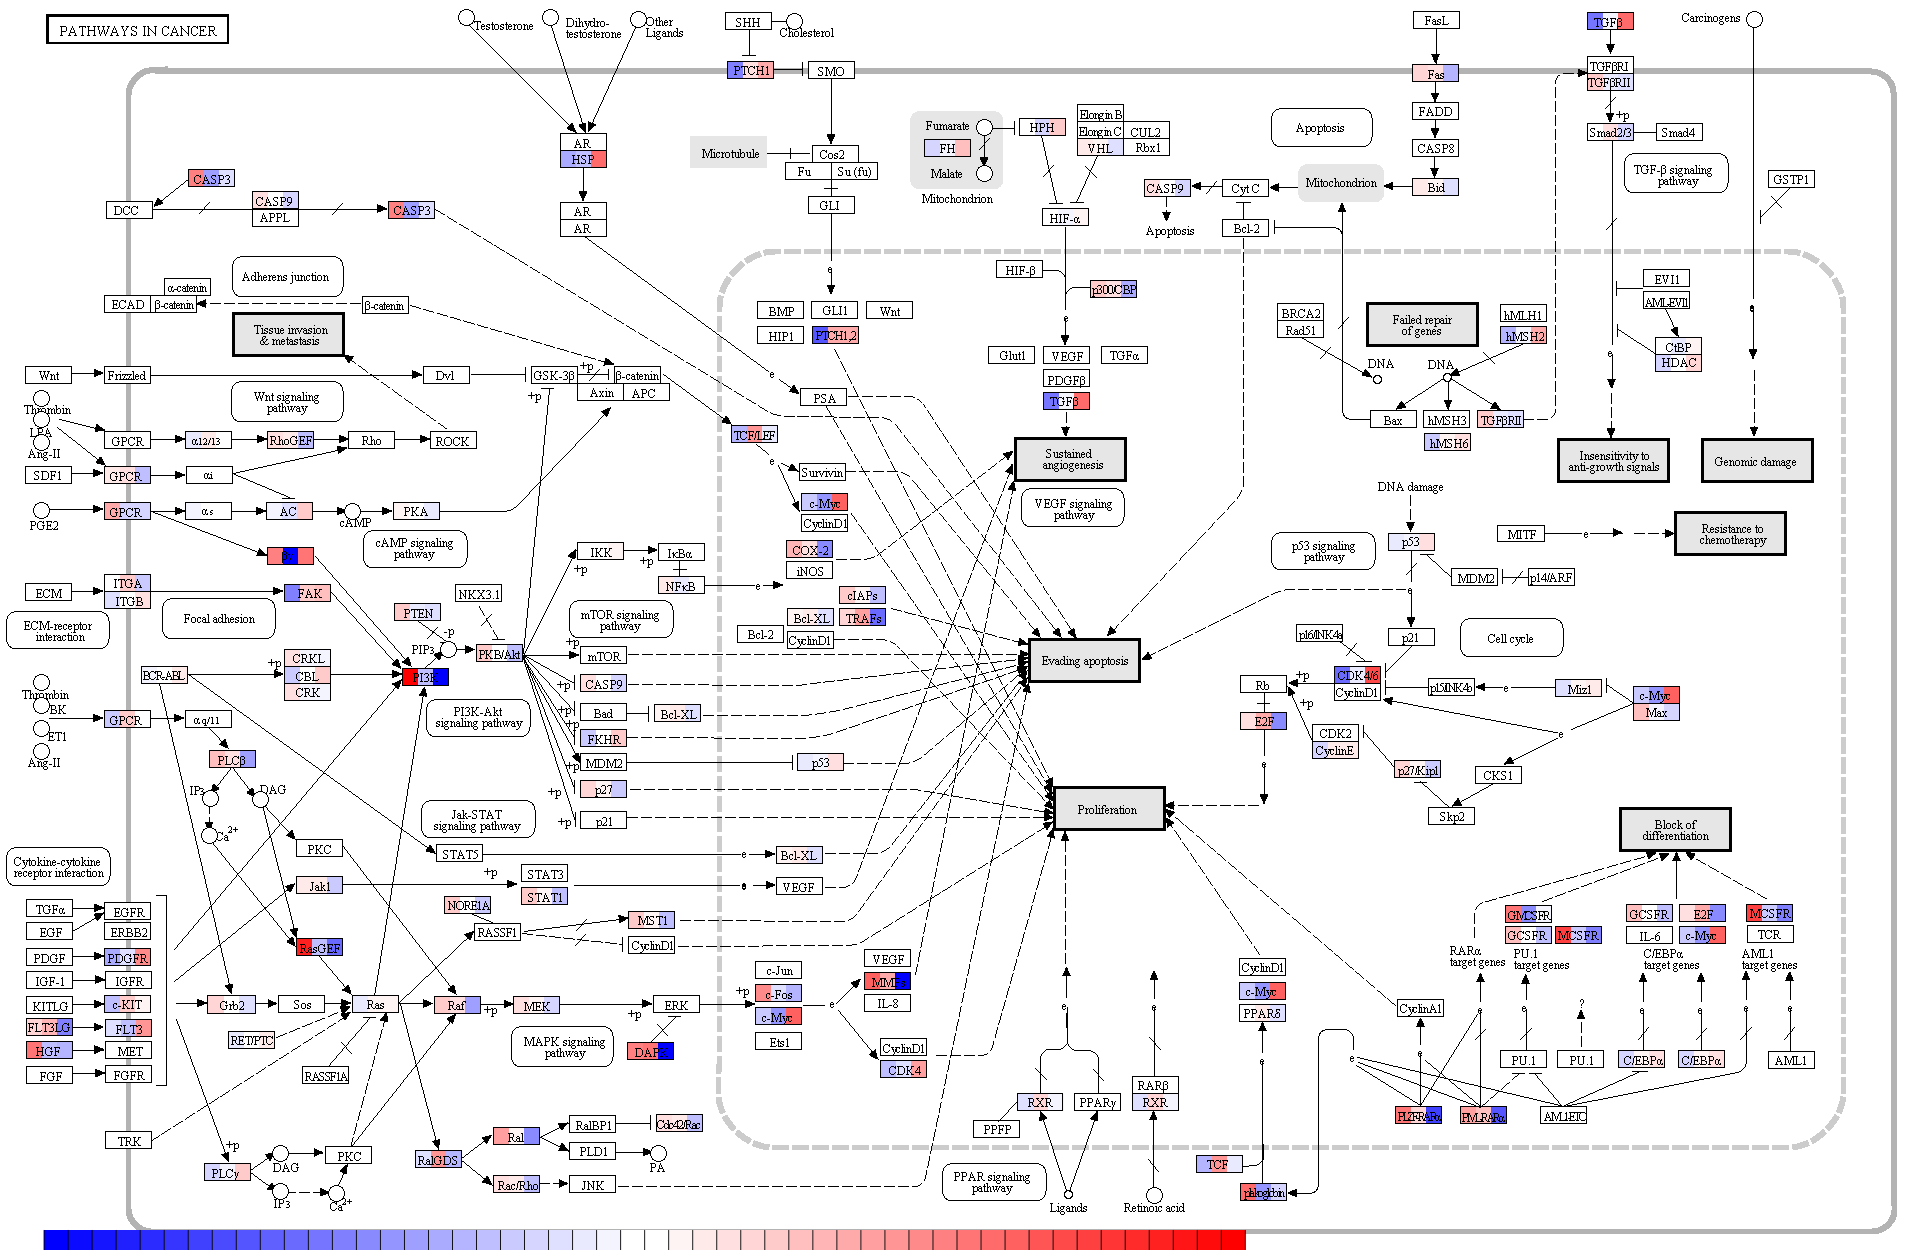 PATHWAYS IN CANCER
Testosterone
Dihydro-
testosterone
Other
Ligands
SHH
Cholesterol
PTCH1
SMO
FasL
Fas
FADD
CASP8
Bid
TGFβ
TGFβRI
TGFβRII
+p
Smad2/3
Smad4
Carcinogens
AR
HSP
AR
AR
Microtubule
Cos2
Fu
Su (fu)
GLI
Fumarate
FH
Malate
Mitochondrion
HPH
Elongin B
Elongin C
CUL2
VHL
Rbx1
HIF-α
Apoptosis
CASP9
Cyt C
Mitochondrion
Apoptosis
Bcl-2
TGF-β signaling
pathway
GSTP1
CASP3
DCC
CASP9
APPL
CASP3
Adherens junction
α-catenin
ECAD
β-catenin
β-catenin
Tissue invasion
& metastasis
e
BMP
GLI1
Wnt
HIP1
PTCH1,2
HIF-β
p300/CBP
e
Glut1
VEGF
TGFα
PDGFβ
TGFβ
BRCA2
Rad51
DNA
Failed repair
of genes
hMLH1
hMSH2
DNA
Bax
hMSH3
TGFβRII
hMSH6
EVI1
AML-EVI1
CtBP
HDAC
e
e
Wnt
Frizzled
Dvl
GSK-3β
+p
β-catenin
Axin
APC
+p
Wnt signaling
pathway
Thrombin
LPA
Ang-II
GPCR
α12/13
RhoGEF
Rho
ROCK
SDF1
GPCR
αi
PGE2
GPCR
αs
AC
cAMP
PKA
cAMP signaling
pathway
e
PSA
TCF/LEF
e
Survivin
c-Myc
CyclinD1
COX-2
iNOS
Sustained
angiogenesis
VEGF signaling
pathway
Insensitivity to
anti-growth signals
Genomic damage
DNA damage
p53 signaling
pathway
p53
MDM2
p14/ARF
MITF
e
Resistance to
chemotherapy
ECM
ITGA
ITGB
FAK
ECM-receptor
interaction
Focal adhesion
PTEN
PIP3
-p
NKX3.1
PKB/Akt
IKK
+p
+p
IκBα
NFκB
e
mTOR signaling
pathway
cIAPs
Bcl-XL
TRAFs
Bcl-2
CyclinD1
Evading apoptosis
e
p21
p16/INK4a
Cell cycle
BCR-ABL
+p
CRKL
CBL
CRK
PI3K
PI3K-Akt
signaling pathway
mTOR
+p
CASP9
+p
Bad
Bcl-XL
+p
FKHR
+p
MDM2
p53
+p
p27
+p
p21
Rb
+p
CDK4/6
CyclinD1
p15/INK4b
e
Miz1
c-Myc
Max
E2F
+p
CDK2
CyclinE
e
e
p27/Kip1
CKS1
Skp2
Thrombin
BK
ET1
Ang-II
GPCR
αq/11
PLCβ
IP3
DAG
Ca2+
PKC
Jak-STAT
signaling pathway
Proliferation
Block of
differentiation
Cytokine-cytokine
receptor interaction
STAT5
e
Bcl-XL
Jak1
+p
STAT3
STAT1
e
VEGF
TGFα
EGFR
EGF
ERBB2
PDGF
PDGFR
IGF-1
IGFR
KITLG
c-KIT
FLT3LG
FLT3
HGF
MET
FGF
FGFR
NORE1A
RASSF1
MST1
CyclinD1
RasGEF
Grb2
Sos
Ras
Raf
+p
MEK
+p
ERK
+p
+p
DAPK
RET/PTC
RASSF1A
MAPK signaling
pathway
c-Jun
c-Fos
c-Myc
Ets1
e
VEGF
MMPs
IL-8
e
CyclinD1
CDK4
GMCSFR
GCSFR
MCSFR
GCSFR
E2F
IL-6
c-Myc
MCSFR
TCR
RARα
target genes
PU.1
target genes
C/EBPα
target genes
AML1
target genes
CyclinD1
c-Myc
PPARδ
CyclinA1
e
e
e
e
e
e
e
e
e
?
PU.1
PU.1
C/EBPα
C/EBPα
AML1
RXR
PPARγ
PPFP
RARβ
RXR
PLZF-RARα
PML-RARα
AML1-ETO
TRK
+p
PLCγ
DAG
IP3
PKC
Ca2+
RalGDS
Ral
RalBP1
Cdc42/Rac
PLD1
PA
Rac/Rho
JNK
PPAR signaling
pathway
Ligands
Retinoic acid
TCF